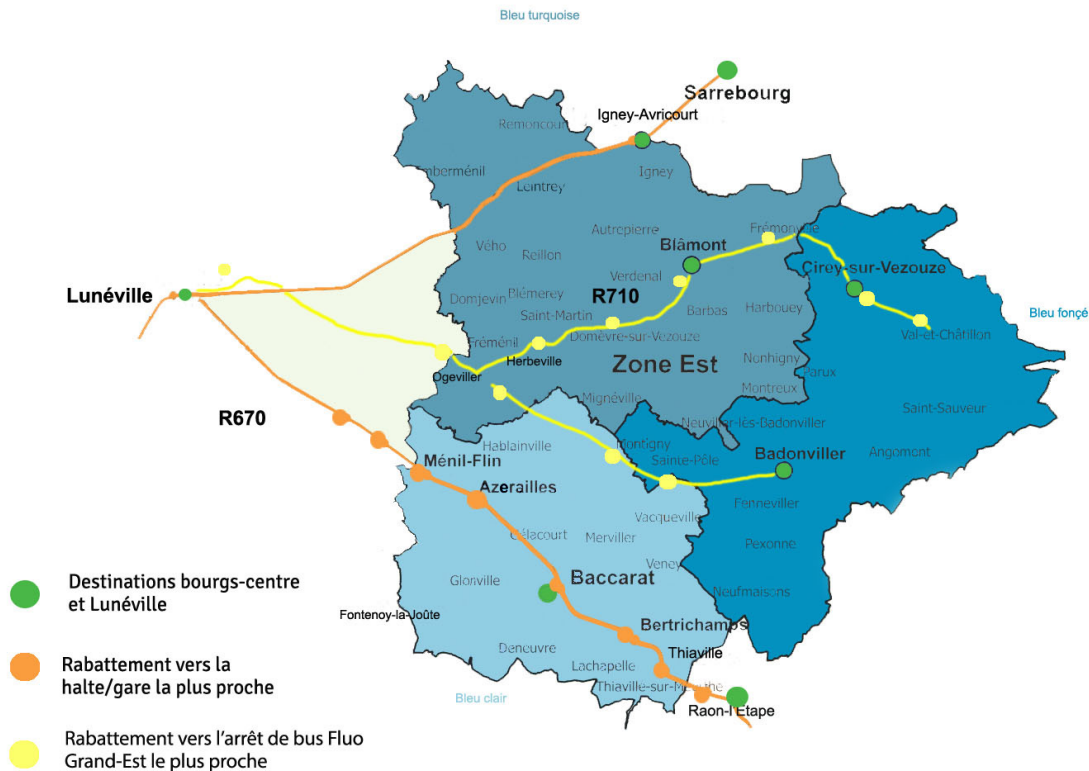 Bleu turquoise
Sarrebourg
Igney-Avricourt
Remoncourt
Igney
Leintrey
Autrepierre
Frémonville
Vého
Reillon
Blâmont
Cirey-sur-Vezouze
Verdenal
Lunéville
Domjevin
Blémerey
R710
Harbouey
Saint-Martin
Barbas
Bleu fonçé
Domèvre-sur-Vezouze
Val-et-Châtillon
Fréménil
Herbeville
Zone Est
Nonhigny
Ogeviller
Parux
Montreux
Mignéville
Saint-Sauveur
R670
Neuviller-lès-Badonviller
Hablainville
Montigny
Badonviller
Angomont
Ménil-Flin
Sainte-Pôle
Azerailles
Fenneviller
Vacqueville
Gélacourt
Merviller
Pexonne
Veney
Destinations bourgs-centre
et Lunéville
Glonville
Baccarat
Neufmaisons
Fontenoy-la-Joûte
Bertrichamps
Deneuvre
Thiaville
Rabattement vers la
halte/gare la plus proche
Lachapelle
Thiaville-sur-Meurthe
Bleu clair
Raon-l'Etape
Rabattement vers l'arrêt de bus Fluo
Grand-Est le plus proche